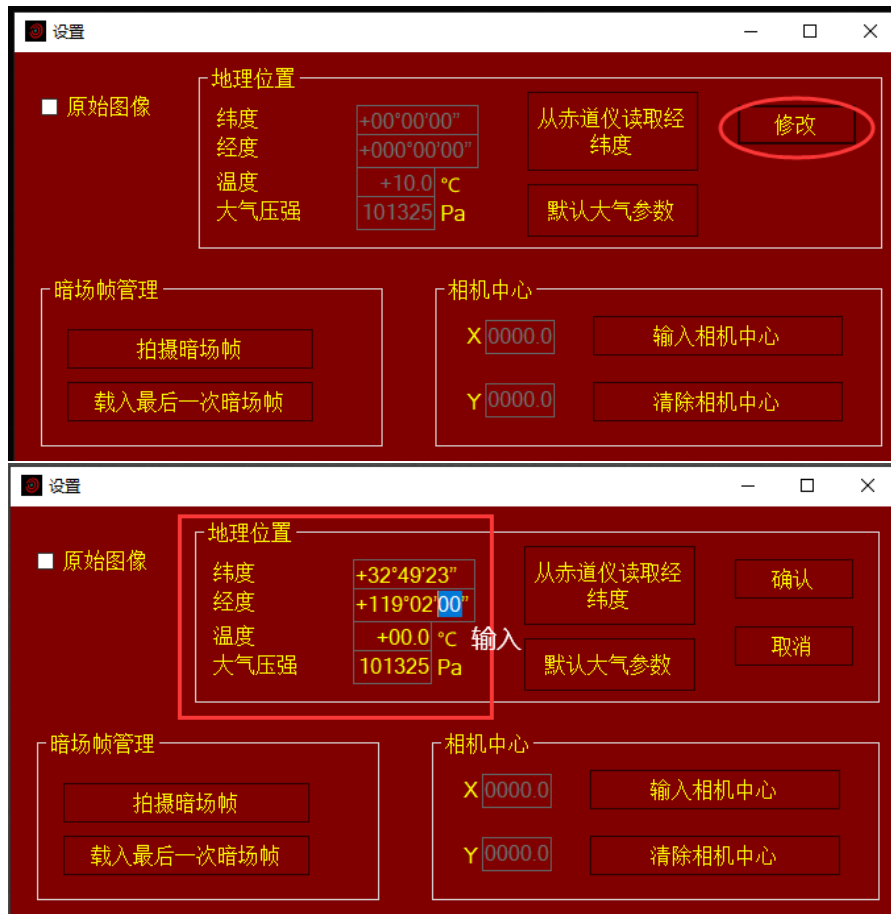 设置
原始图像
地理位置
纬度
+00°00'00"
经度
+000°00'00"
温度
+10.0 ℃
大气压强
101325 Pa
从赤道仪读取经
纬度
默认大气参数
修改
暗场帧管理
拍摄暗场帧
载入最后一次暗场帧
相机中心
X 0000.0
输入相机中心
Y 0000.0
清除相机中心
设置
原始图像
地理位置
纬度
+32°49'23"
经度
+119°02'00"
温度
+00.0 ℃
大气压强
101325 Pa
输入
从赤道仪读取经
纬度
默认大气参数
确认
取消
暗场帧管理
拍摄暗场帧
载入最后一次暗场帧
相机中心
X 0000.0
输入相机中心
Y 0000.0
清除相机中心